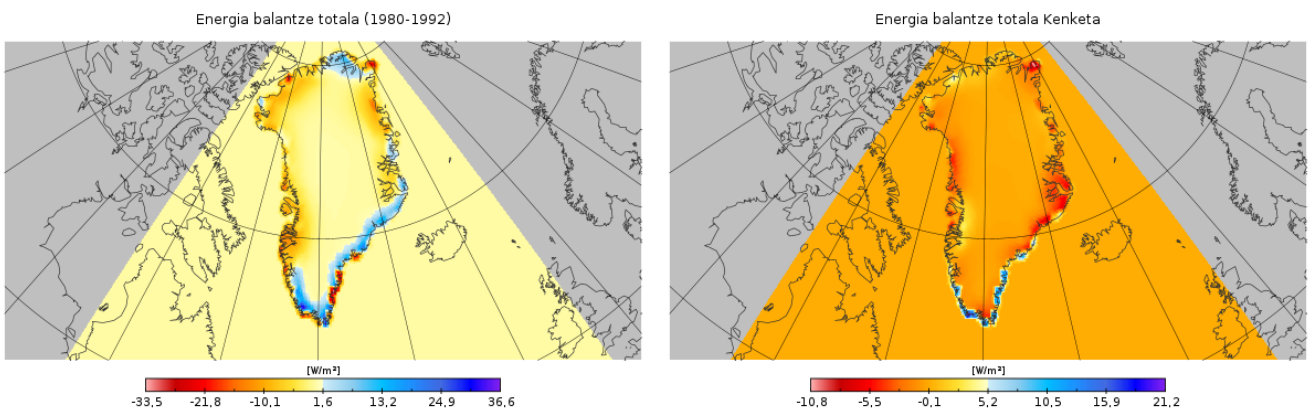 Energia balantze totala (1980-1992)
Energia balantze totala Kenketa
[W/m²]
-33,5 -21,8 -10,1 1,6 13,2 24,9 36,6
[W/m²]
-10,8 -5,5 -0,1 5,2 10,5 15,9 21,2